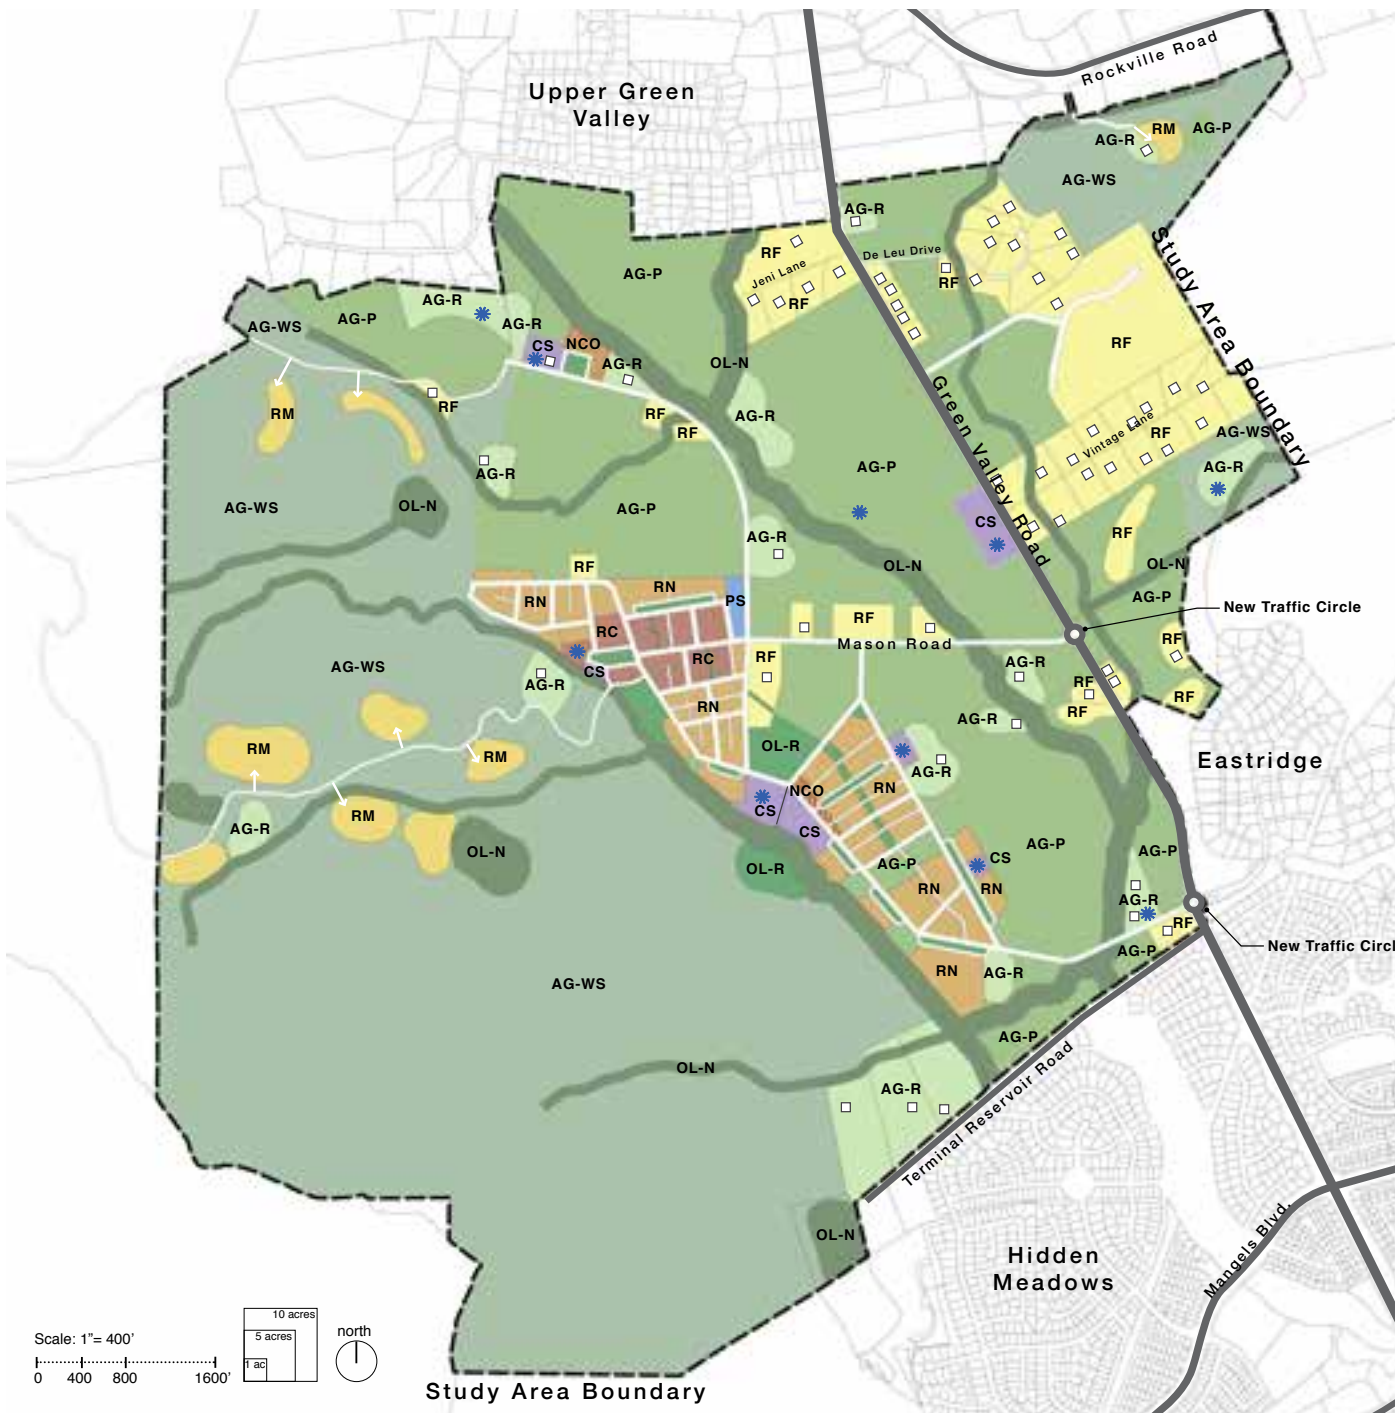 Rockville Road
Upper Green
Valley
RM
AG-P
AG-R
AG-WS
AG-R
Study Area Boundary
De Leu Drive
RF
Jeni Lane
RF
RF
AG-P
AG-R
AG-R
AG-WS
AG-P
CS
NCO
AG-R
OL-N
RF
RM
RF
RF
RF
AG-R
Green Valley Road
Vintage Lane
RF
AG-WS
AG-R
AG-R
AG-P
AG-WS
OL-N
AG-P
CS
RF
AG-R
OL-N
OL-N
RF
RN
RN
PS
AG-P
New Traffic Circle
RC
RF
Mason Road
RF
RC
RF
AG-R
AG-WS
CS
AG-R
RF
RF
RF
RN
AG-R
OL-R
Eastridge
RM
RM
AG-R
NCO
RN
RM
CS
CS
AG-R
AG-P
CS
AG-P
OL-N
OL-R
AG-P
RN
RN
AG-R
RF
New Traffic Circl
AG-P
RN
AG-R
AG-WS
AG-P
OL-N
AG-R
Terminal Reservoir Road
OL-N
Hidden
Meadows
Mangels Blvd.
10 acres
5 acres
1 ac
north
Scale: 1"= 400'
0 400 800 1600'
Study Area Boundary